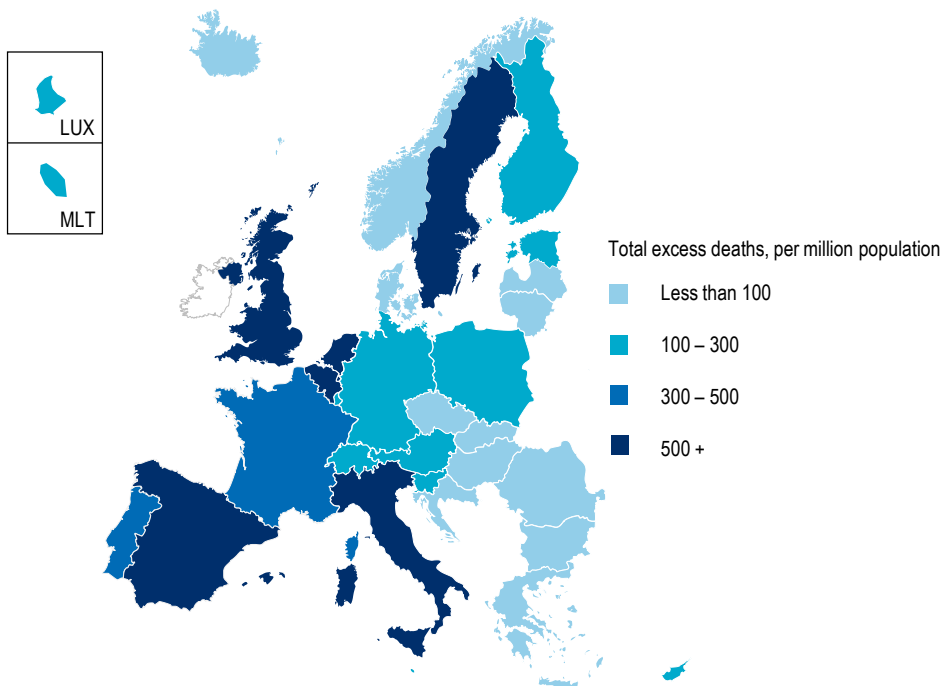 LUX
MLT
Total excess deaths, per million population
Less than 100
100 – 300
300 – 500
500 +